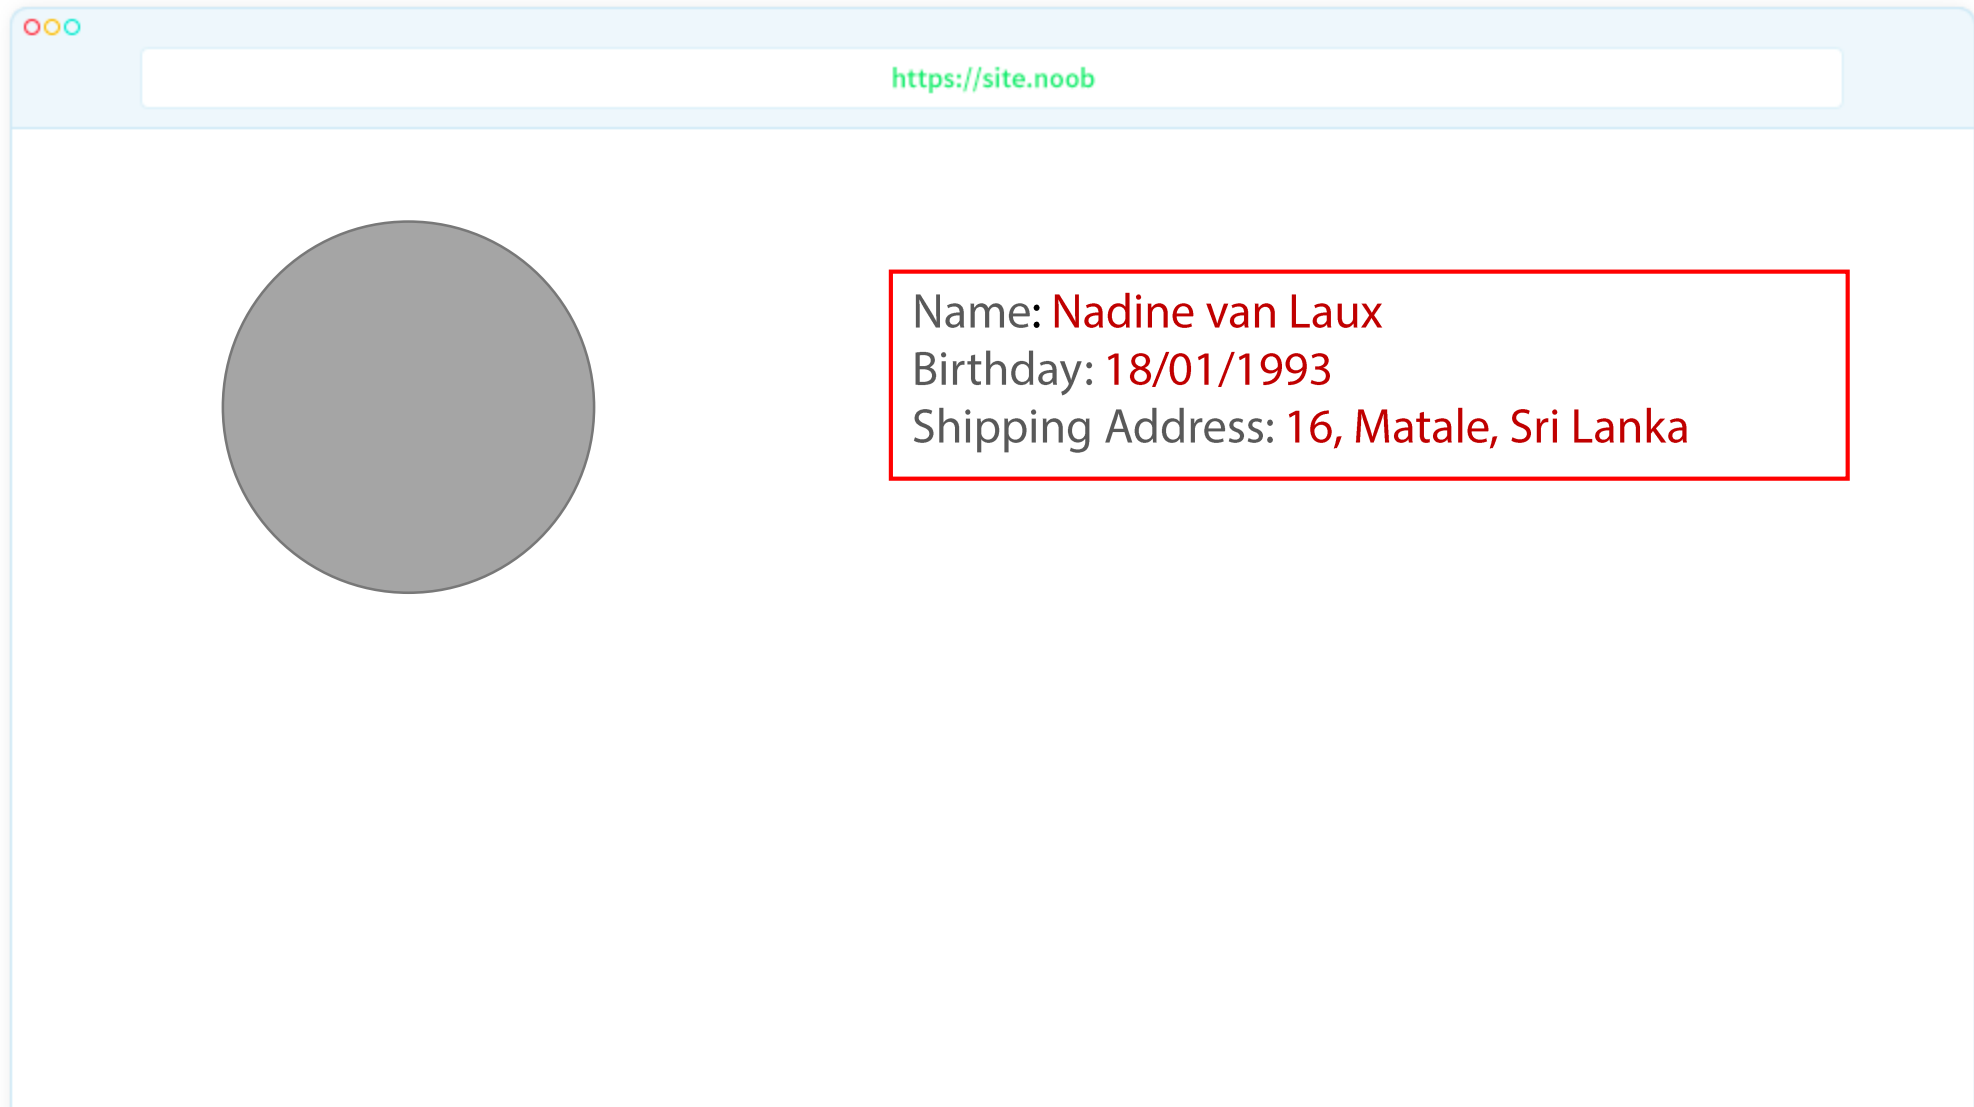 https://site.noob
Name: Nadine van Laux
Birthday: 18/01/1993
Shipping Address: 16, Matale, Sri Lanka